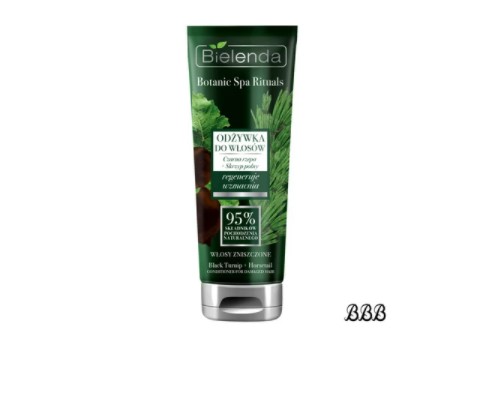 Bielenda
Botanic Spa Rituals
ODŻYWKA
DO WŁOSÓW
Czarna rzepa
+ Skrzyp polny
regeneruje
wzmacnia
95%
SKŁADNIKÓW
POCHODZENIA
NATURALNEGO
WŁOSY ZNISZCZONE
Black Turnip + Horsetail
CONDITIONER FOR DAMAGED HAIR
BBB